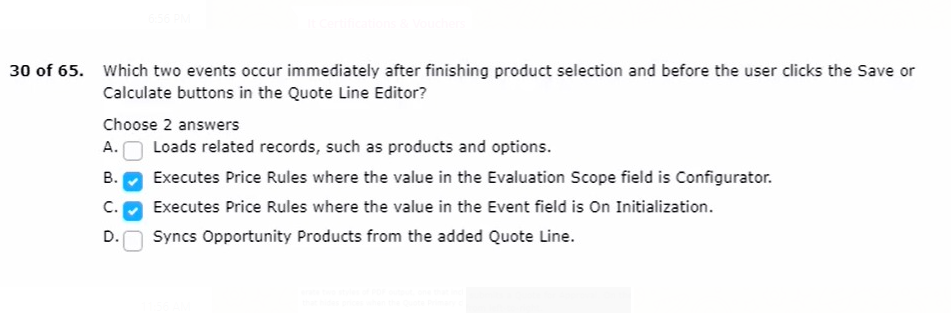 30 of 65. Which two events occur immediately after finishing product selection and before the user clicks the Save or
Calculate buttons in the Quote Line Editor?
Choose 2 answers
A. Loads related records, such as products and options.
B. Executes Price Rules where the value in the Evaluation Scope field is Configurator.
C. Executes Price Rules where the value in the Event field is On Initialization.
D. Syncs Opportunity Products from the added Quote Line.